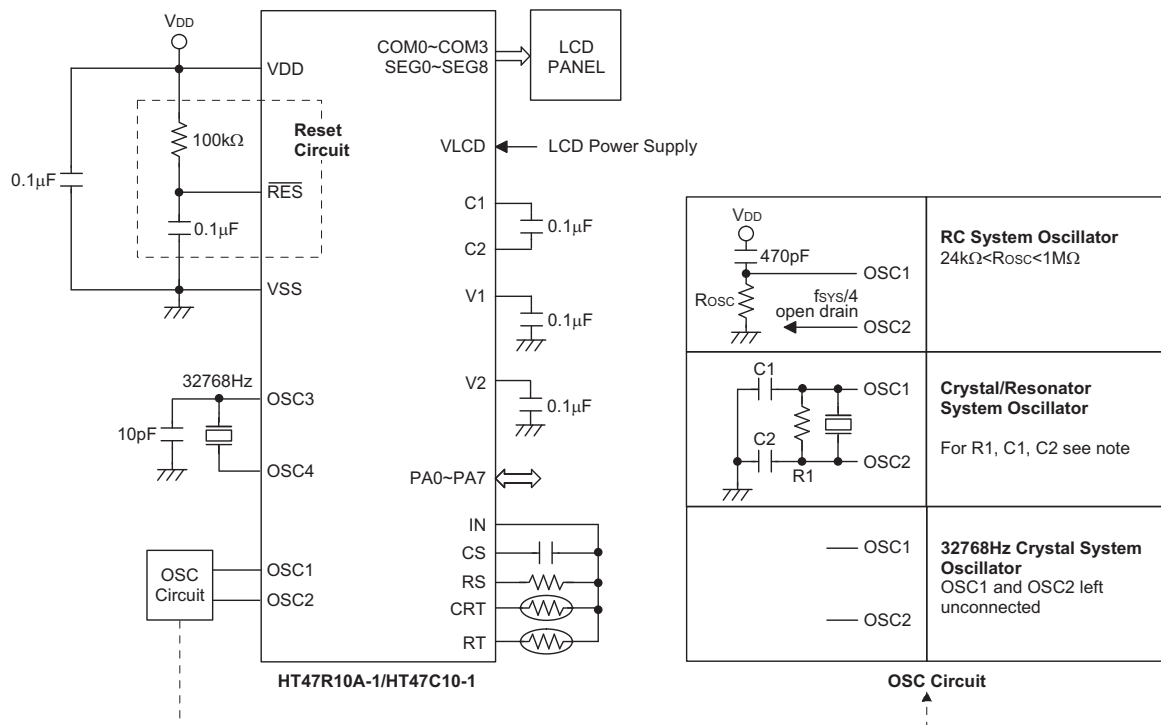 VDD
VDD
100kΩ
Reset
Circuit
RES
0.1μF
0.1μF
VSS
32768Hz
OSC3
10pF
OSC4
OSC
Circuit
OSC1
OSC2
COM0~COM3
SEG0~SEG8
LCD
PANEL
VLCD
LCD Power Supply
C1
0.1μF
C2
V1
0.1μF
V2
0.1μF
PA0~PA7
IN
CS
RS
CRT
RT
HT47R10A-1/HT47C10-1
VDD
470pF
OSC1
ROSC
fSYS/4
open drain
OSC2
RC System Oscillator
24kΩ<ROSC<1MΩ
C1
OSC1
C2
R1
OSC2
Crystal/Resonator
System Oscillator
For R1, C1, C2 see note
OSC1
OSC2
32768Hz Crystal System
Oscillator
OSC1 and OSC2 left
unconnected
OSC Circuit